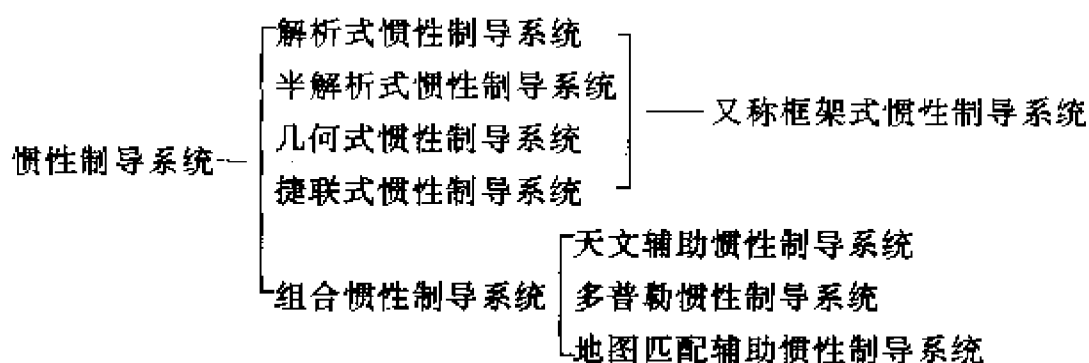 解析式惯性制导系统
半解析式惯性制导系统
又称框架式惯性制导系统
几何式惯性制导系统
惯性制导系统
捷联式惯性制导系统
天文辅助惯性制导系统
组合惯性制导系统
多普勒惯性制导系统
地图匹配辅助惯性制导系统